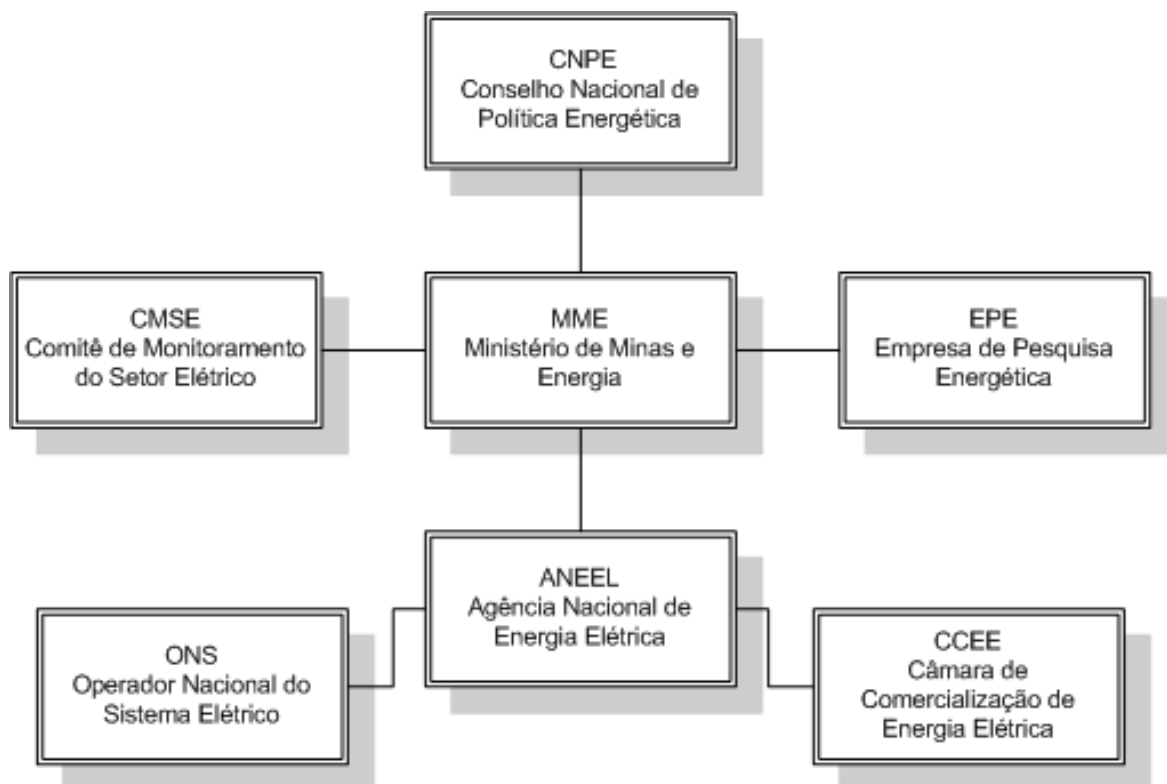 CNPE
Conselho Nacional de
Política Energética
CMSE
Comitê de Monitoramento
do Setor Elétrico
MME
Ministério de Minas e
Energia
EPE
Empresa de Pesquisa
Energética
ANEEL
Agência Nacional de
Energia Elétrica
ONS
Operador Nacional do
Sistema Elétrico
CCEE
Câmara de
Comercialização de
Energia Elétrica